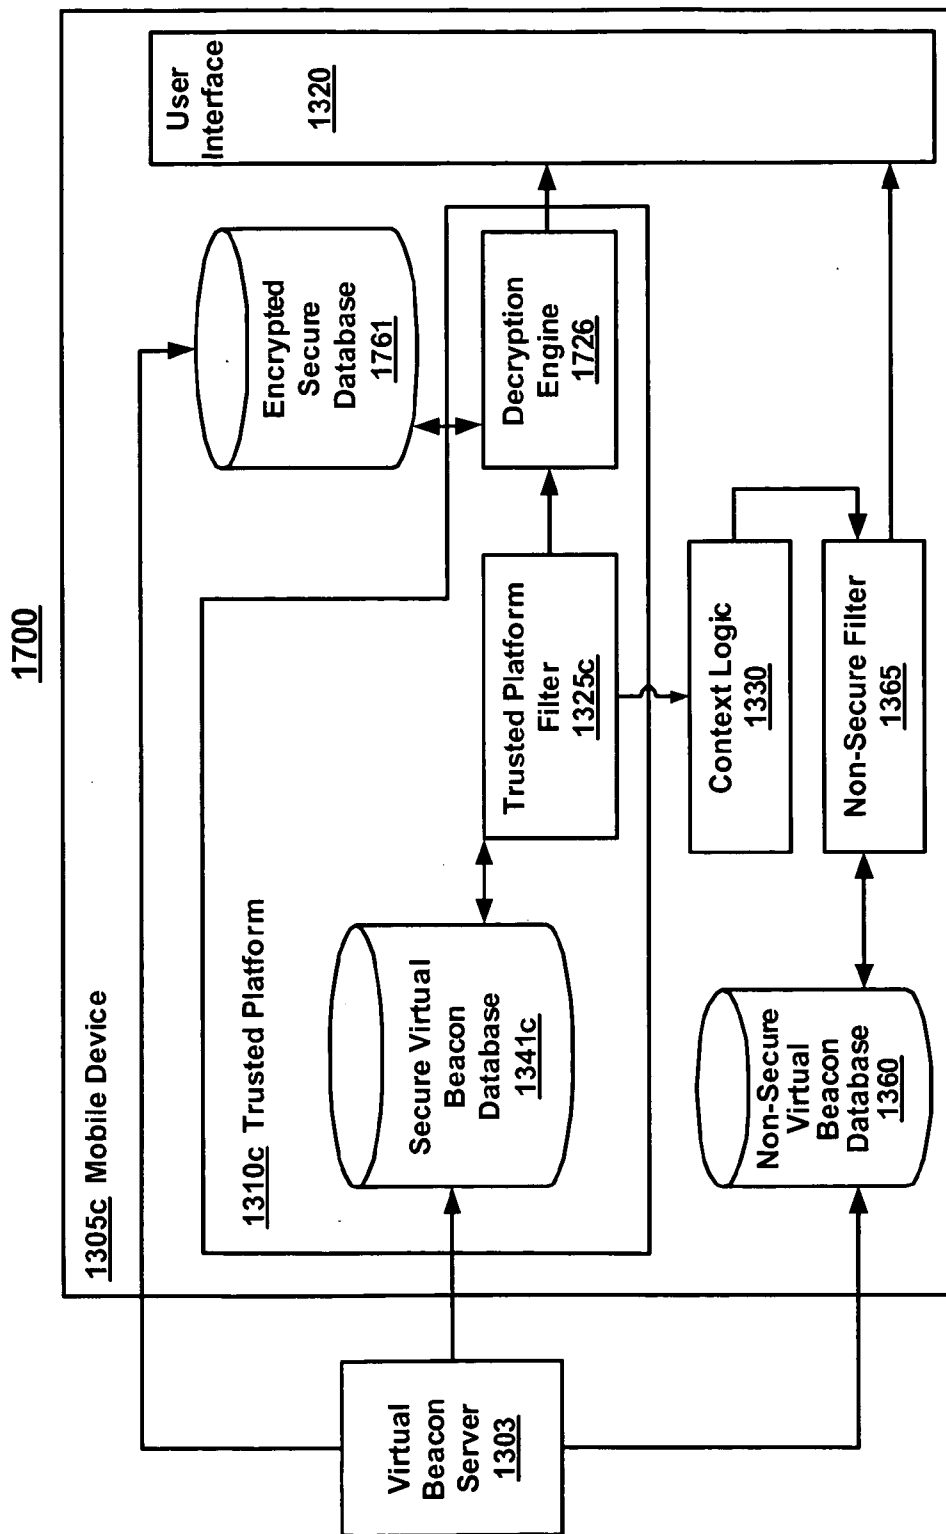 1700
1305c Mobile Device
User
Interface
1320
Encrypted
Secure
Database
1761
1310c Trusted Platform
Decryption
Engine
1726
Trusted Platform
Filter
1325c
Secure Virtual
Beacon
Database
1341c
Virtual
Beacon
Server
1303
Context Logic
1330
Non-Secure Filter
1365
Non-Secure
Virtual
Beacon
Database
1360